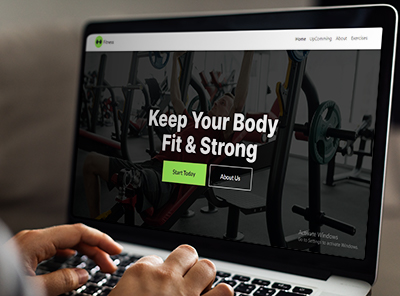 Fitness
Home UpComming About Exercises
Keep Your Body
Fit & Strong
Start Today
About Us
Activate Windows
Go to Settings to activate Windows.